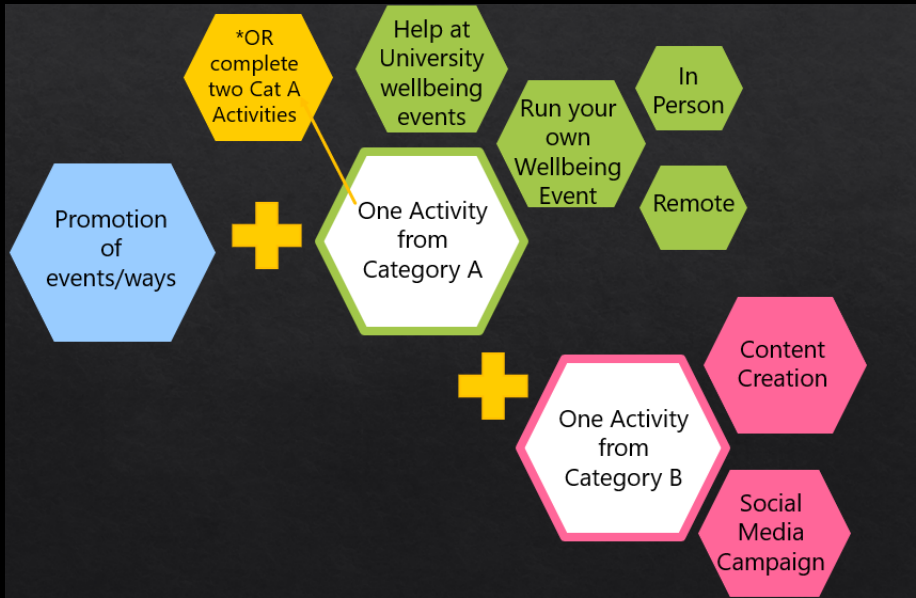 *OR
complete
two Cat A
Activities
Help at
University
wellbeing
events
Run your
own
Wellbeing
Event
In
Person
Remote
Promotion
of
events/ways
One Activity
from
Category A
One Activity
from
Category B
Content
Creation
Social
Media
Campaign